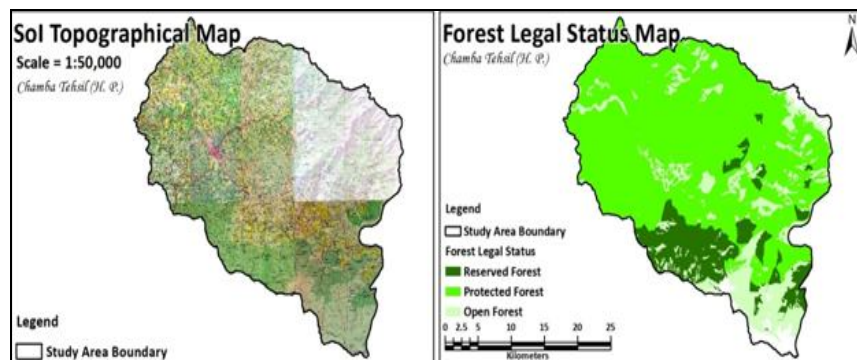 SoI Topographical Map
Scale = 1:50,000
Chamba Tehsil (H. P.)
Legend
Study Area Boundary
Forest Legal Status Map
Chamba Tehsil (H. P.)
N
Legend
Study Area Boundary
Forest Legal Status
Reserved Forest
Protected Forest
Open Forest
0 2.5 5 10 15 20 25
Kilometers